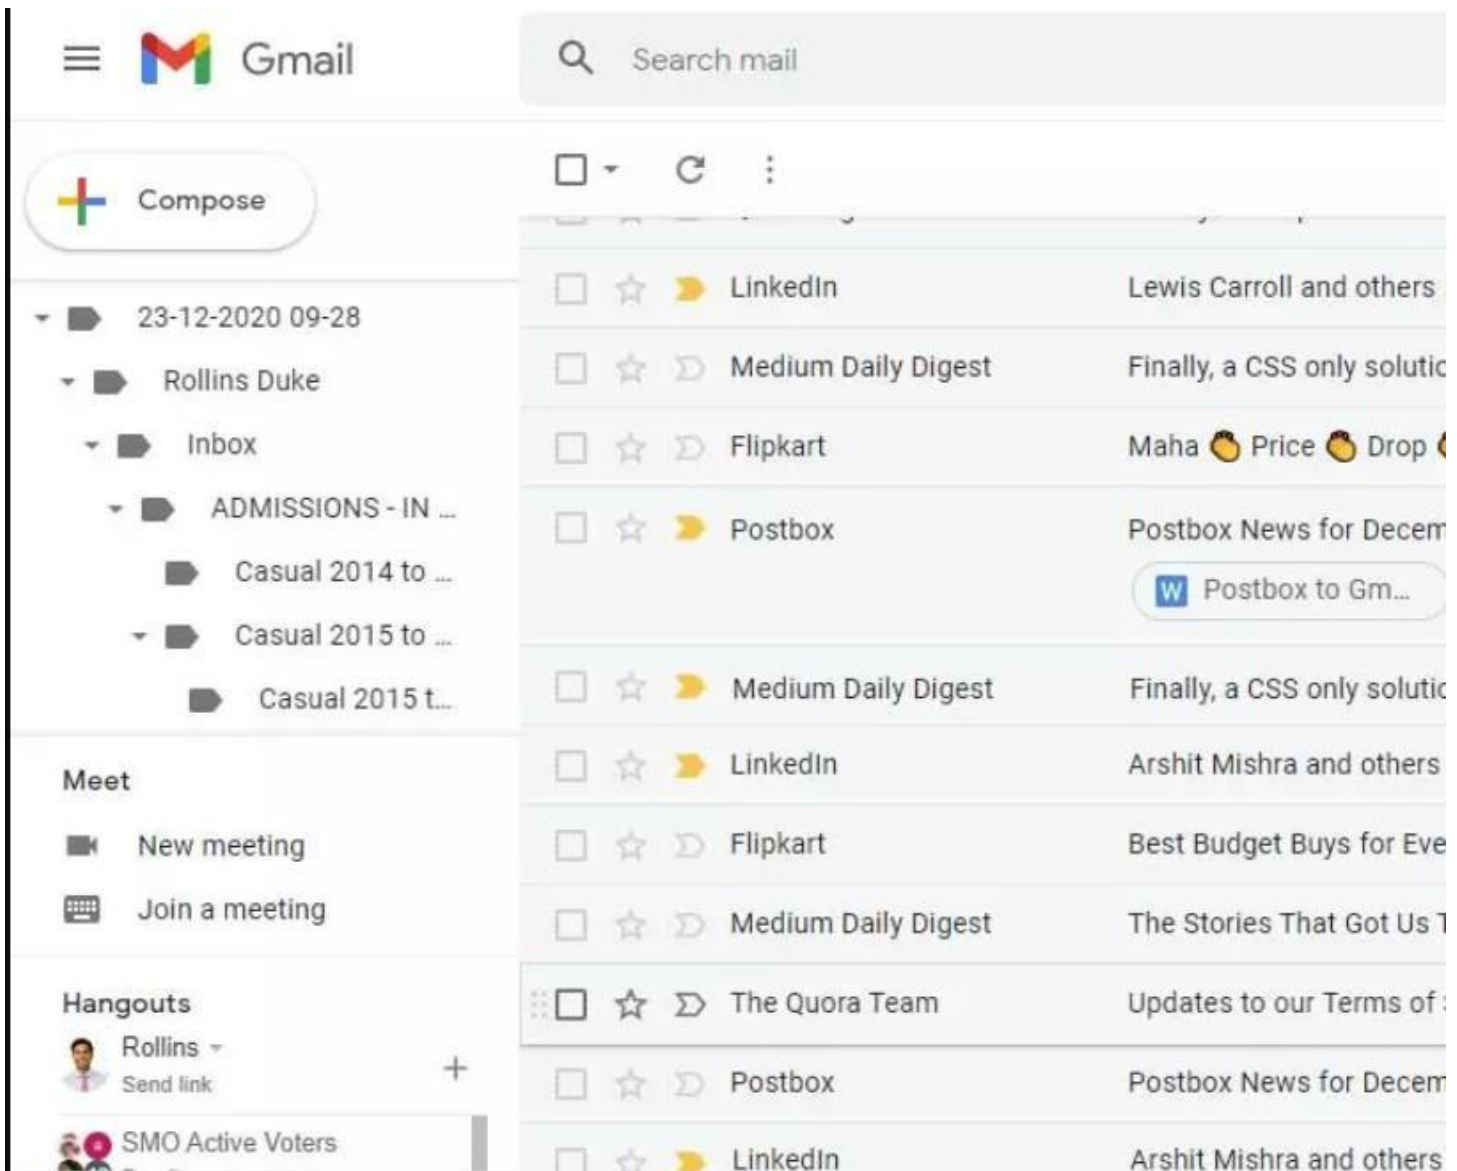 Gmail
Search mail
Compose
23-12-2020 09-28
Rollins Duke
Inbox
ADMISSIONS - IN ...
Casual 2014 to ...
Casual 2015 to ...
Casual 2015 t...
Meet
New meeting
Join a meeting
Hangouts
Rollins
Send link
SMO Active Voters
LinkedIn Lewis Carroll and others
Medium Daily Digest Finally, a CSS only
Flipkart Maha 👏 Price 👏 Drop
Postbox Postbox News for
W Postbox to Gm...
Medium Daily Digest Finally, a CSS only
LinkedIn Arshit Mishra and others
Flipkart Best Budget Buys for
Medium Daily Digest The Stories That Got Us
The Quora Team Updates to our Terms of
Postbox Postbox News for
LinkedIn Arshit Mishra and others